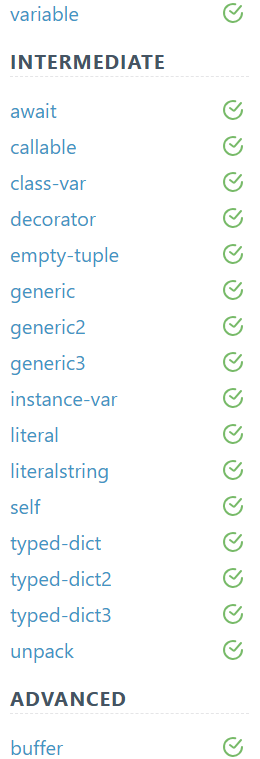 variable
INTERMEDIATE
await
callable
class-var
decorator
empty-tuple
generic
generic2
generic3
instance-var
literal
literalstring
self
typed-dict
typed-dict2
typed-dict3
unpack
ADVANCED
buffer